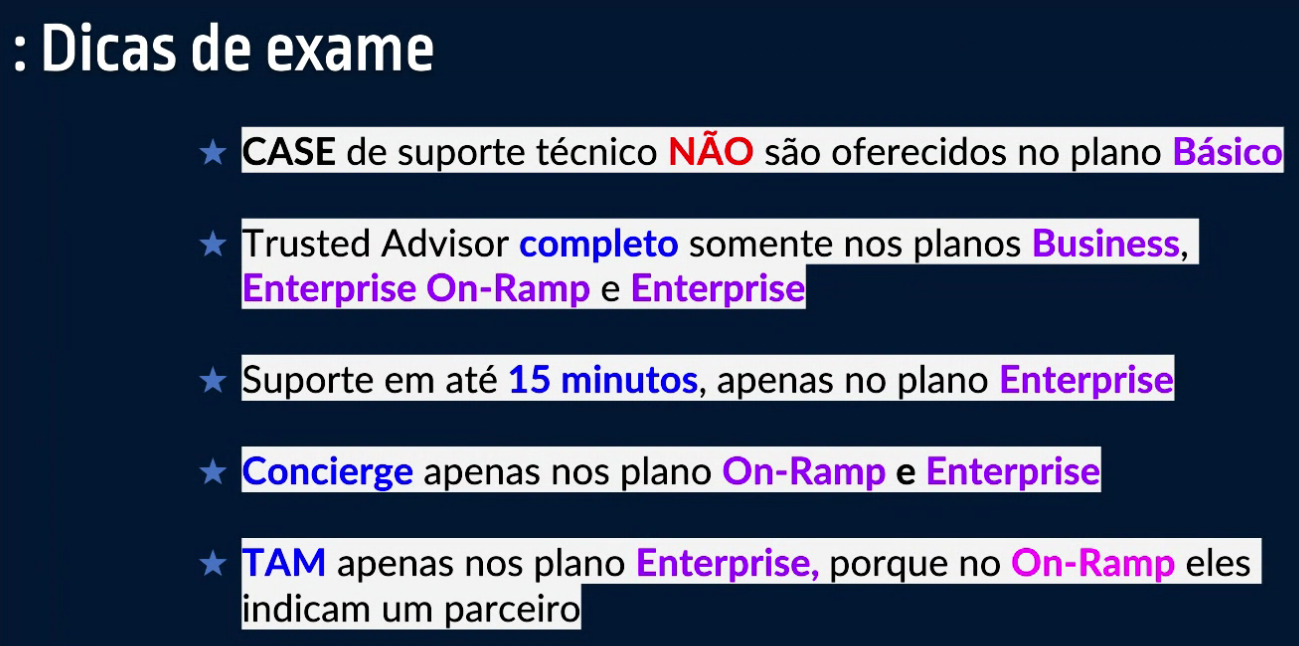 : Dicas de exame
★ CASE de suporte técnico NÃO são oferecidos no plano Básico
★ Trusted Advisor completo somente nos planos Business,
Enterprise On-Ramp e Enterprise
★ Suporte em até 15 minutos, apenas no plano Enterprise
★ Concierge apenas nos plano On-Ramp e Enterprise
★ TAM apenas nos plano Enterprise, porque no On-Ramp eles
indicam um parceiro